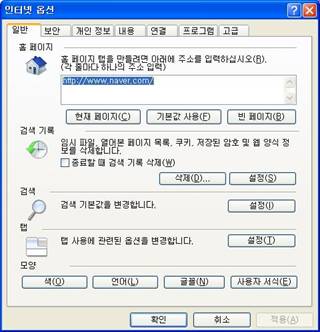 인터넷 옵션
일반 보안 개인 정보 내용 연결 프로그램 고급
홈 페이지
홈 페이지 탭을 만들려면 아래에 주소를 입력하십시오(R).
(각 줄마다 하나의 주소 입력)
http://www.naver.com/
현재 페이지(C) 기본값 사용(F) 빈 페이지(B)
검색 기록
임시 파일, 열어본 페이지 목록, 쿠키, 저장된 암호 및 웹 양식 정
보를 삭제합니다.
종료할 때 검색 기록 삭제(W)
삭제(D)... 설정(S)
검색
검색 기본값을 변경합니다. 설정(I)
탭
탭 사용에 관련된 옵션을 변경합니다. 설정(T)
모양
색(O) 언어(L) 글꼴(N) 사용자 서식(E)
확인 취소 적용(A)